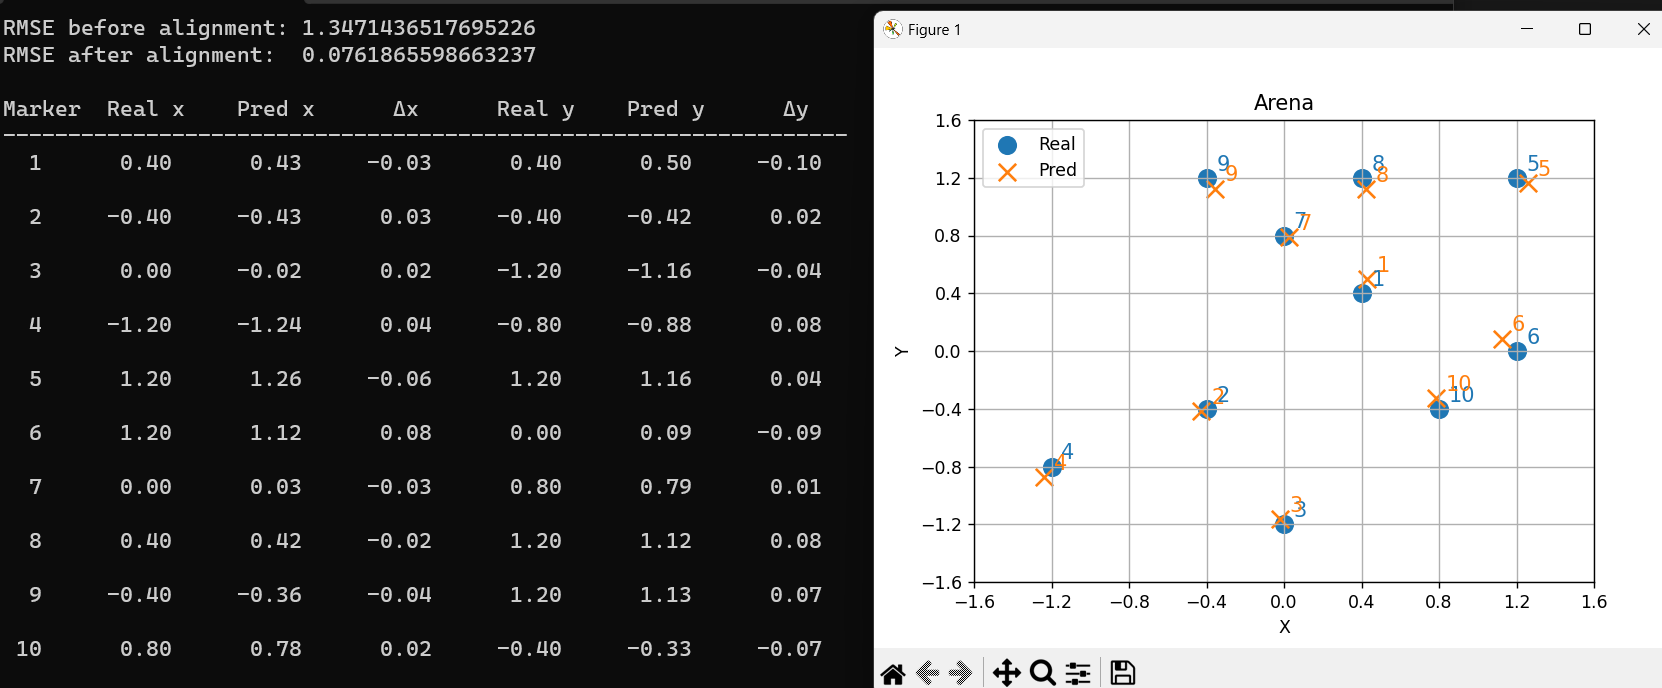 RMSE before alignment: 1.3471436517695226
RMSE after alignment:  0.0761865598663237
Marker  Real x    Pred x      Δx      Real y    Pred y      Δy
-----------------------------------------------------------------
1      0.40      0.43     -0.03      0.40      0.50     -0.10
2     -0.40     -0.43      0.03     -0.40     -0.42      0.02
3      0.00     -0.02      0.02     -1.20     -1.16     -0.04
4     -1.20     -1.24      0.04     -0.80     -0.88      0.08
5      1.20      1.26     -0.06      1.20      1.16      0.04
6      1.20      1.12      0.08      0.00      0.09     -0.09
7      0.00      0.03     -0.03      0.80      0.79      0.01
8      0.40      0.42     -0.02      1.20      1.12      0.08
9     -0.40     -0.36     -0.04      1.20      1.13      0.07
10      0.80      0.78      0.02     -0.40     -0.33     -0.07
Figure 1
Arena
Real
Pred
1.6
1.2
0.8
0.4
0.0
−0.4
−0.8
−1.2
−1.6
Y
9 9 8 8 5 5
7 7
1
1
6
6
10
10
2 2
4
4
3
3
−1.6 −1.2 −0.8 −0.4 0.0 0.4 0.8 1.2 1.6
X